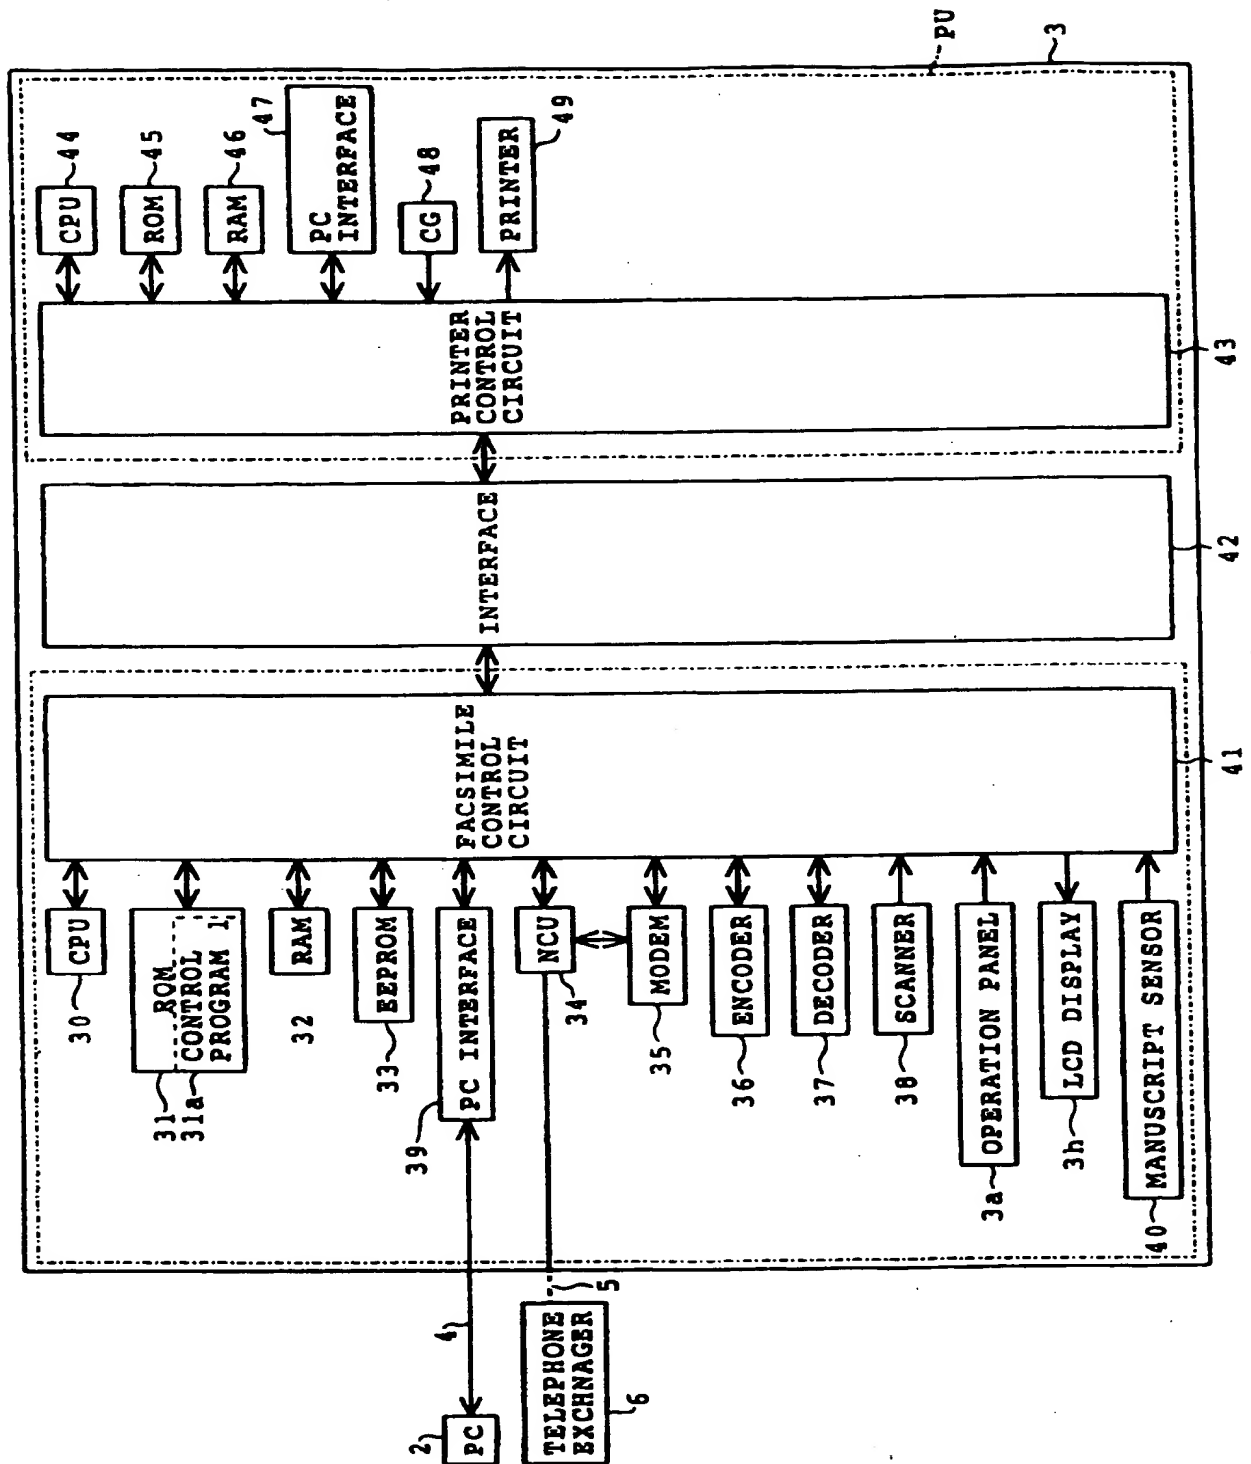 2
PC
4
TELEPHONE
EXCHNAGER
6
5
30
CPU
31
31a
ROM
CONTROL
PROGRAM 1
32
RAM
33
EEPROM
39
PC INTERFACE
34
NCU
35
MODEM
36
ENCODER
37
DECODER
38
SCANNER
3a
OPERATION PANEL
3h
LCD DISPLAY
40
MANUSCRIPT SENSOR
FACSIMILE
CONTROL
CIRCUIT
41
INTERFACE
42
PRINTER
CONTROL
CIRCUIT
43
CPU
44
ROM
45
RAM
46
PC
INTERFACE
47
CG
48
PRINTER
49
PU
3